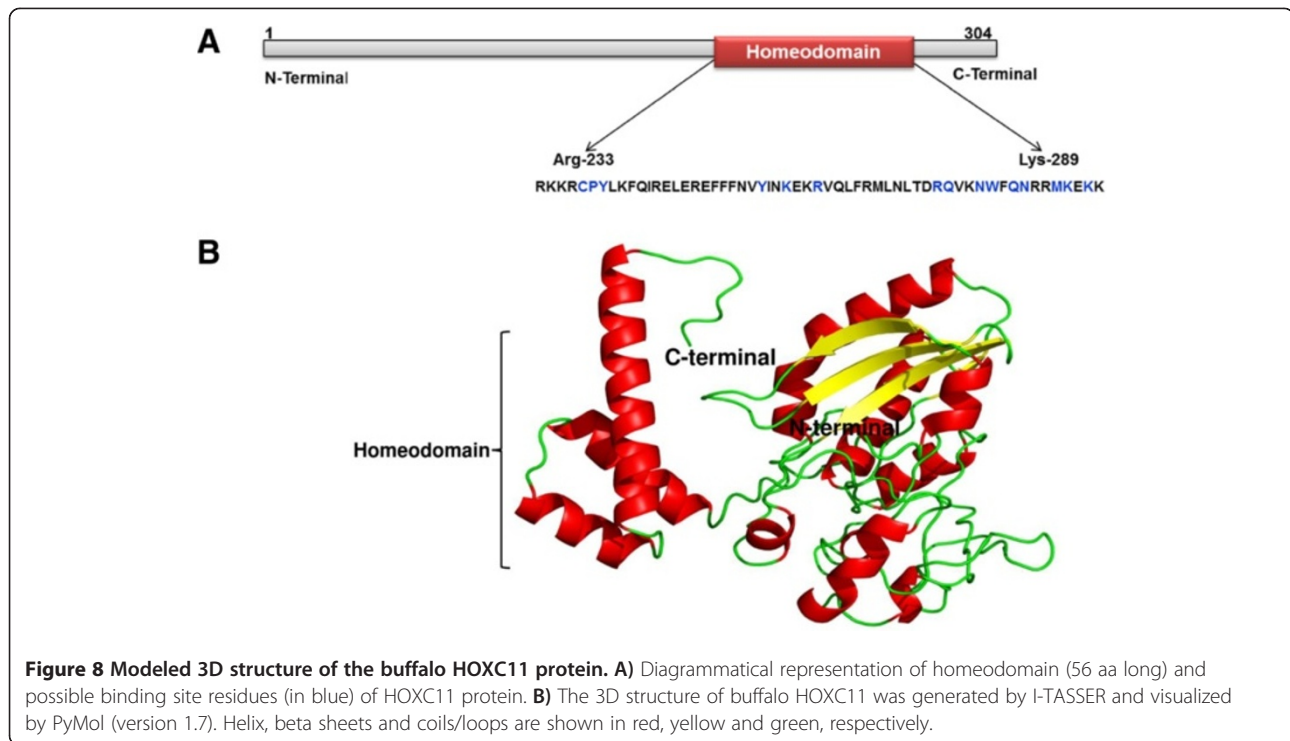 A
1
304
Homeodomain
N-Terminal
C-Terminal
Arg-233
Lys-289
RKKRCPYLKFQIRELEREFFFNVYINKEKRVQLFRMLNLTDRQVKNWFQNRRMKEKK
B
C-terminal
N-terminal
Homeodomain
Figure 8 Modeled 3D structure of the buffalo HOXC11 protein. A) Diagrammatical representation of homeodomain (56 aa long) and
possible binding site residues (in blue) of HOXC11 protein. B) The 3D structure of buffalo HOXC11 was generated by I-TASSER and visualized
by PyMol (version 1.7). Helix, beta sheets and coils/loops are shown in red, yellow and green, respectively.